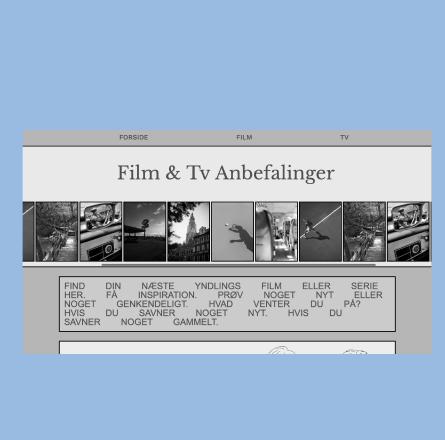 FORSIDE FILM TV
Film & Tv Anbefalinger
FIND DIN NÆSTE YNDLINGS FILM ELLER SERIE
HER. FÅ INSPIRATION. PRØV NOGET NYT ELLER
NOGET GENKENDELIGT. HVAD VENTER DU PÅ?
HVIS DU SAVNER NOGET NYT. HVIS DU
SAVNER NOGET GAMMELT.